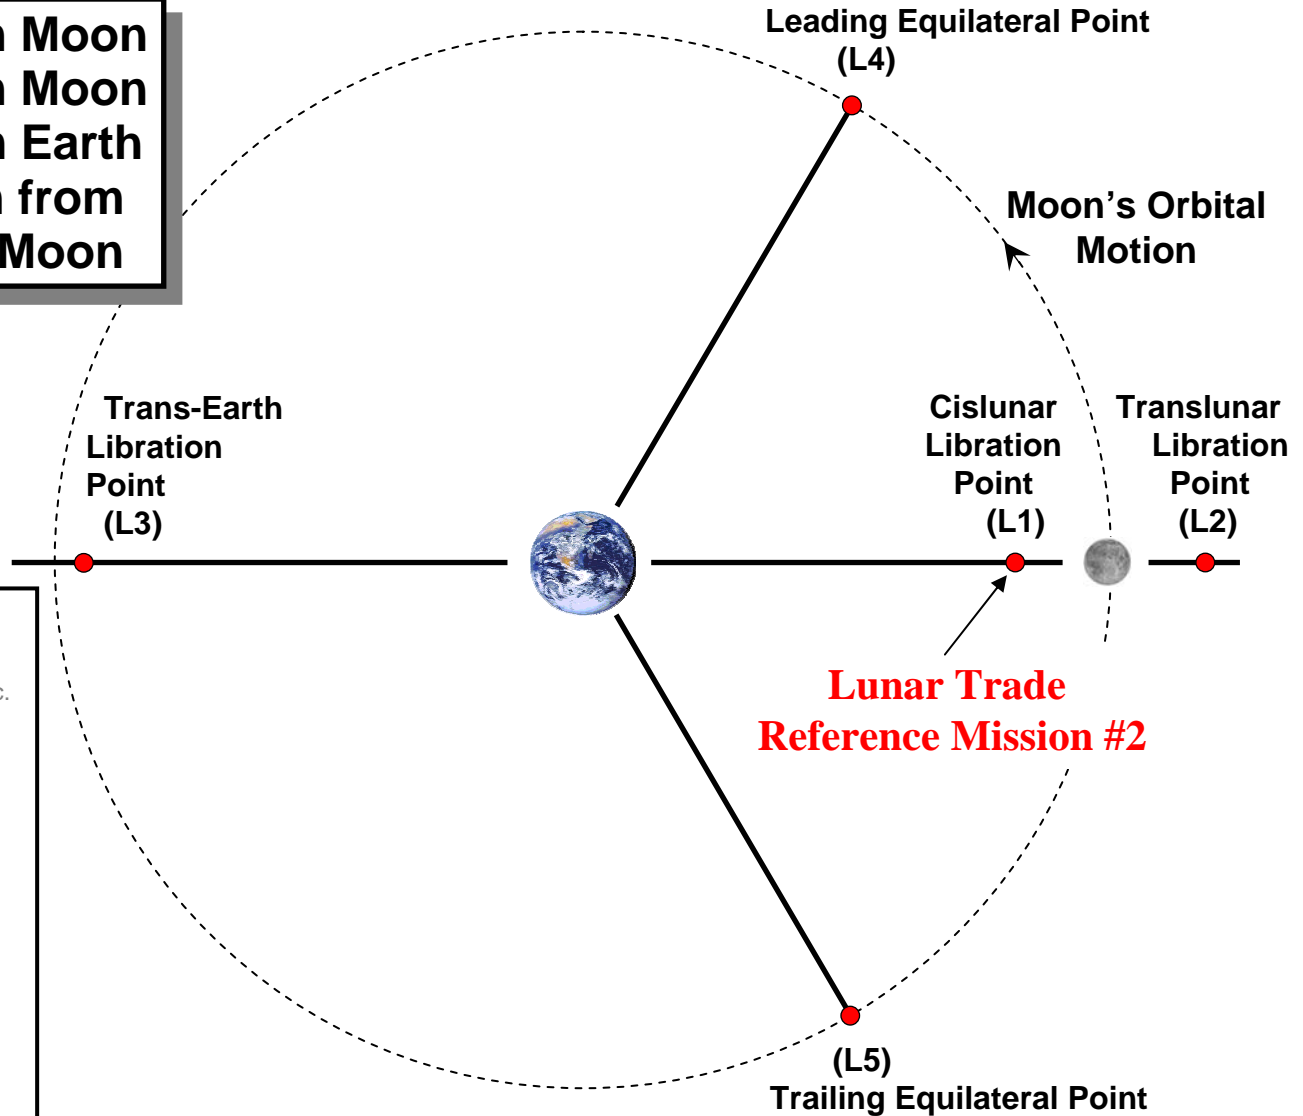 n Moon
n Moon
n Earth
n from
Moon
Leading Equilateral Point
(L4)
Moon’s Orbital
Motion
Trans-Earth
Libration
Point
(L3)
Cislunar
Libration
Point
(L1)
Translunar
Libration
Point
(L2)
c.
Lunar Trade
Reference Mission #2
(L5)
Trailing Equilateral Point